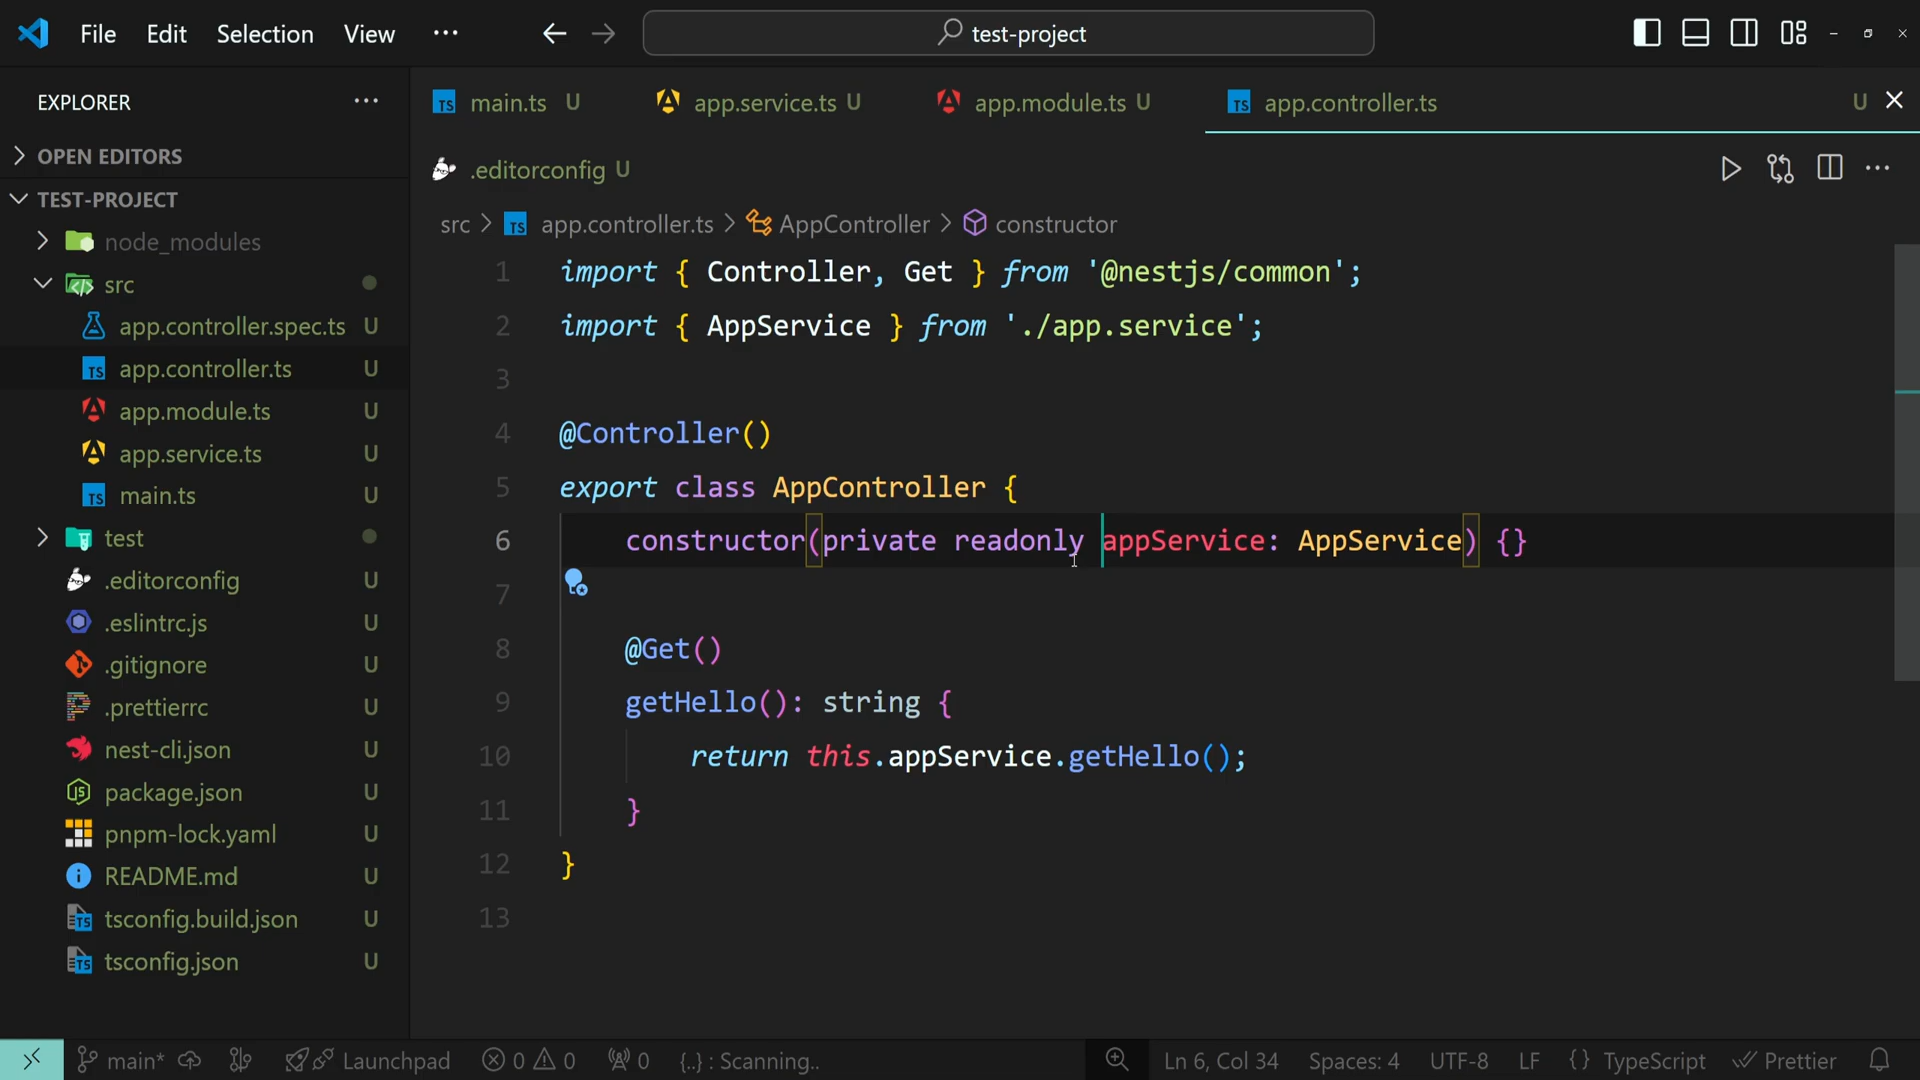 File Edit Selection View ··· test-project
EXPLORER ···
OPEN EDITORS
TEST-PROJECT
node_modules
src
app.controller.spec.ts U
app.controller.ts U
app.module.ts U
app.service.ts U
main.ts U
test
.editorconfig U
.eslintrc.js U
.gitignore U
.prettierrc U
nest-cli.json U
package.json U
pnpm-lock.yaml U
README.md U
tsconfig.build.json U
tsconfig.json U
TS main.ts U app.service.ts U app.module.ts U TS app.controller.ts U
.editorconfig U
src > TS app.controller.ts > AppController > constructor
1 import { Controller, Get } from '@nestjs/common';
2 import { AppService } from './app.service';
3
4 @Controller()
5 export class AppController {
6 constructor(private readonly appService: AppService) {}
7
8 @Get()
9 getHello(): string {
10 return this.appService.getHello();
11 }
12 }
13
main* Launchpad 0 0 0 {..} : Scanning.. Ln 6, Col 34 Spaces: 4 UTF-8 LF {} TypeScript Prettier